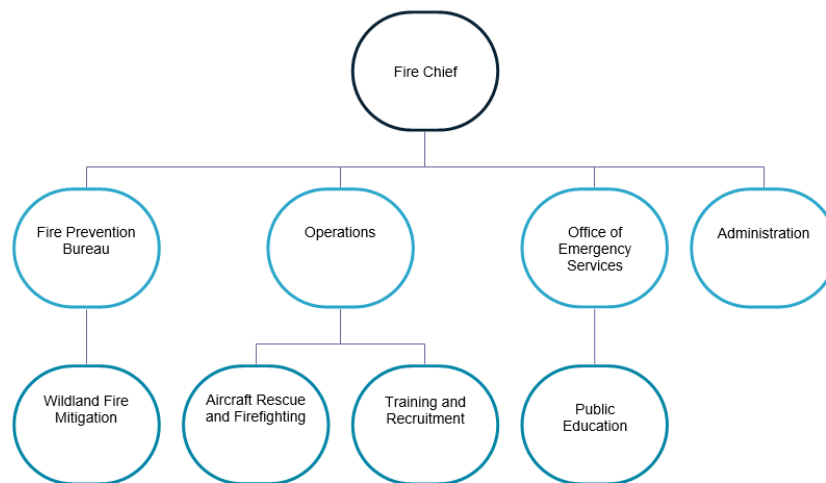 Fire Chief
Fire Prevention
Bureau
Operations
Office of
Emergency
Services
Administration
Wildland Fire
Mitigation
Aircraft Rescue
and Firefighting
Training and
Recruitment
Public
Education